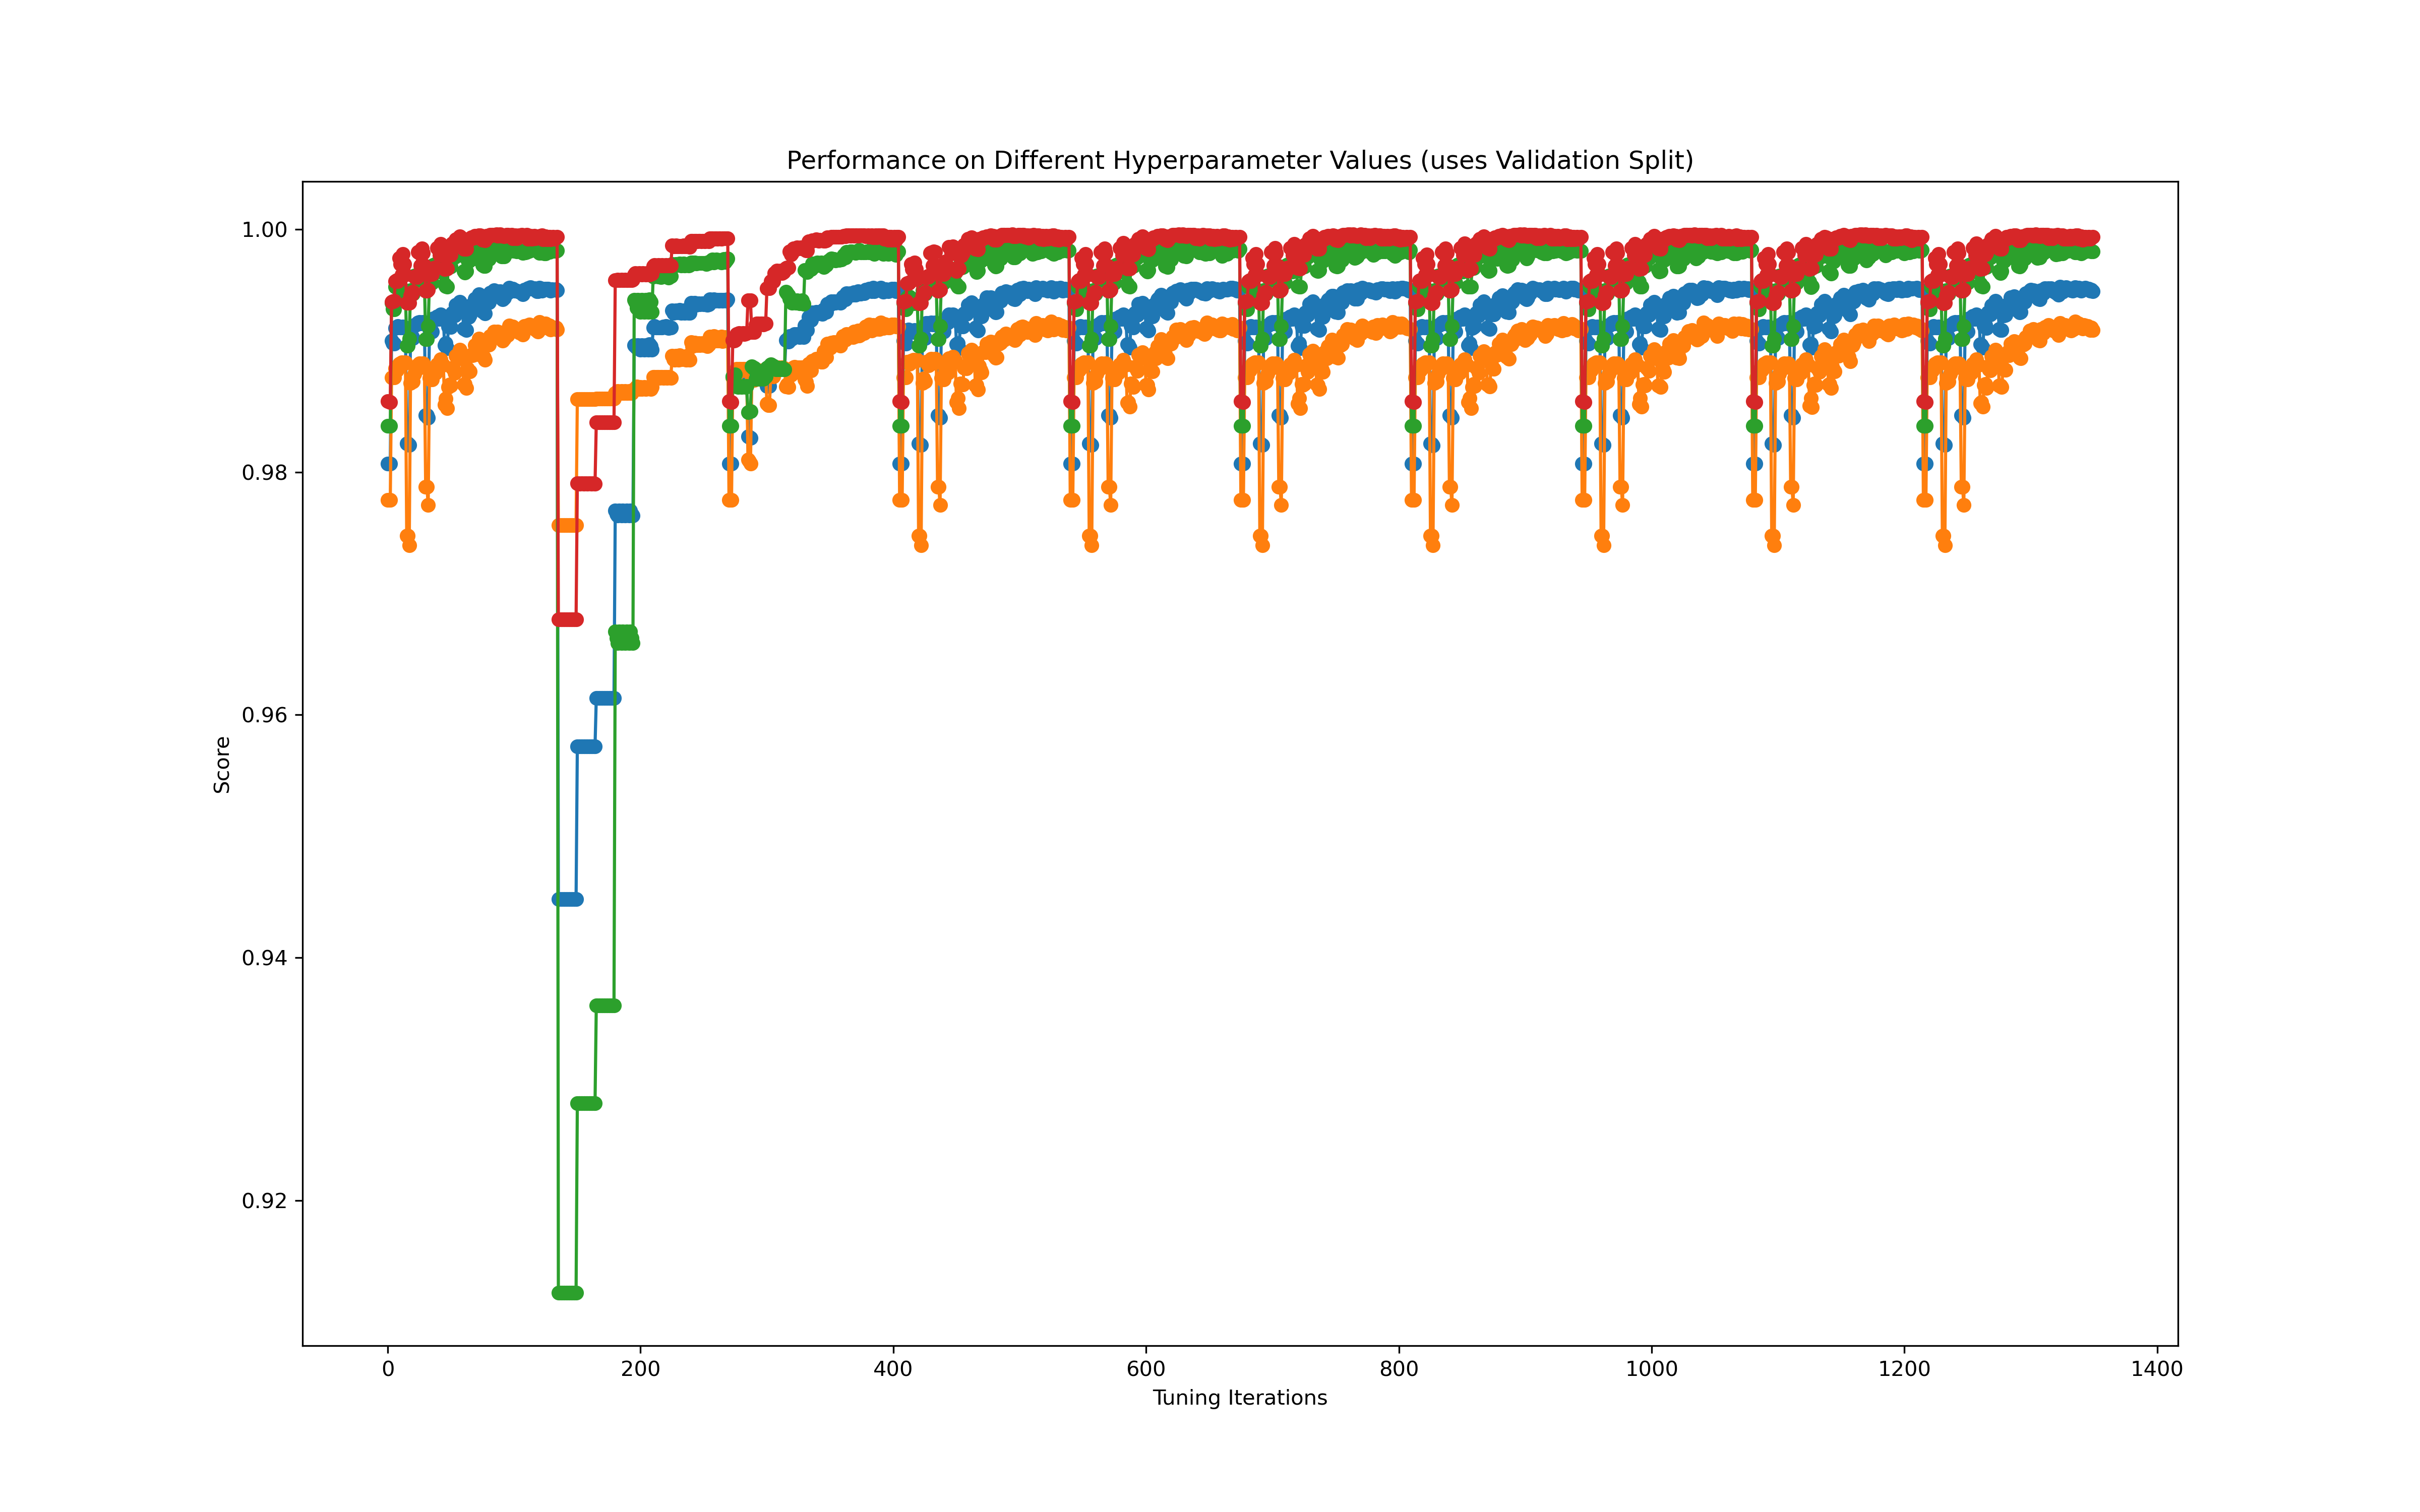 Performance on Different Hyperparameter Values (uses Validation Split)
1.00
0.98
0.96
0.94
0.92
Score
0 200 400 600 800 1000 1200 1400
Tuning Iterations